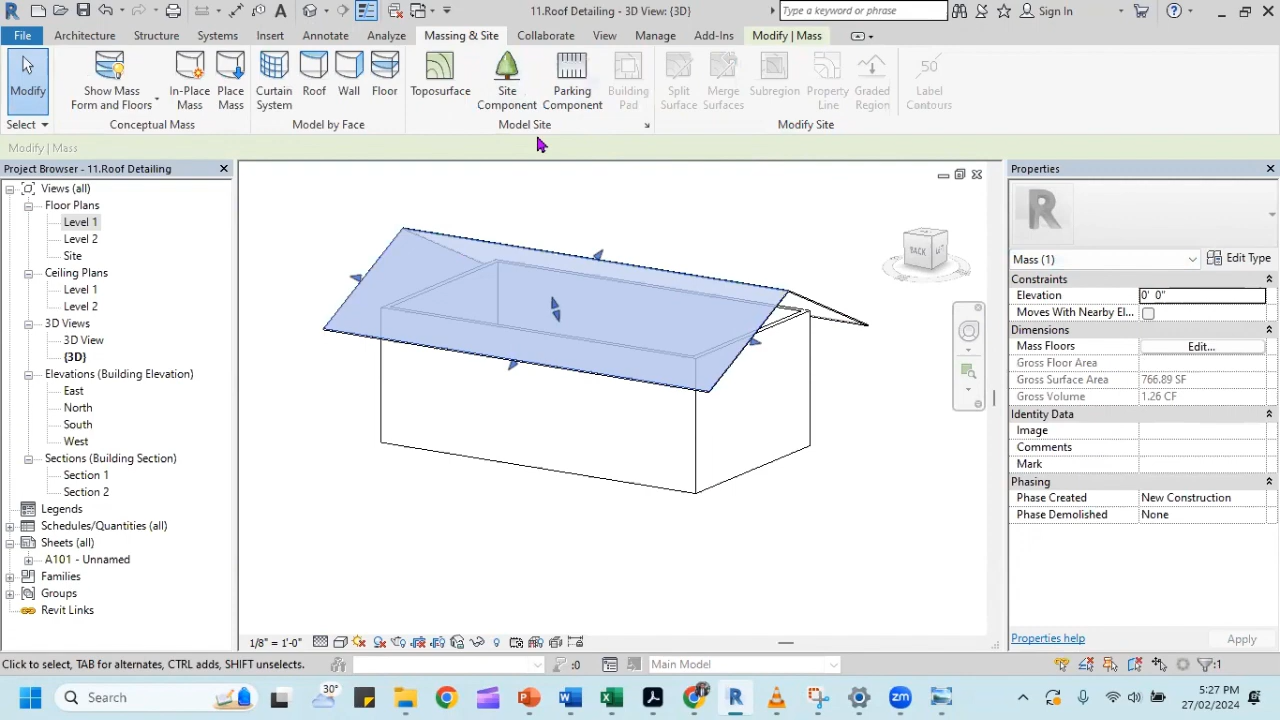 11.Roof Detailing - 3D View: {3D}
Type a keyword or phrase
Sign In
File
Architecture
Structure
Systems
Insert
Annotate
Analyze
Massing & Site
Collaborate
View
Manage
Add-Ins
Modify | Mass
Modify
Show Mass
Form and Floors
In-Place
Mass
Place
Mass
Curtain
System
Roof
Wall
Floor
Toposurface
Site
Component
Parking
Component
Building
Pad
Split
Surface
Merge
Surfaces
Subregion
Property
Line
Graded
Region
50
Label
Contours
Select
Conceptual Mass
Model by Face
Model Site
Modify Site
Modify | Mass
Project Browser - 11.Roof Detailing
Views (all)
Floor Plans
Level 1
Level 2
Site
Ceiling Plans
Level 1
Level 2
3D Views
3D View
{3D}
Elevations (Building Elevation)
East
North
South
West
Sections (Building Section)
Section 1
Section 2
Legends
Schedules/Quantities (all)
Sheets (all)
A101 - Unnamed
Families
Groups
Revit Links
BACK
Properties
Mass (1)
Edit Type
Constraints
Elevation 0' 0"
Moves With Nearby El...
Dimensions
Mass Floors Edit...
Gross Floor Area
Gross Surface Area 766.89 SF
Gross Volume 1.26 CF
Identity Data
Image
Comments
Mark
Phasing
Phase Created New Construction
Phase Demolished None
Properties help
Apply
1/8" = 1'-0"
Click to select, TAB for alternates, CTRL adds, SHIFT unselects.
:0
Main Model
:1
Search
30°
5:27 PM
27/02/2024